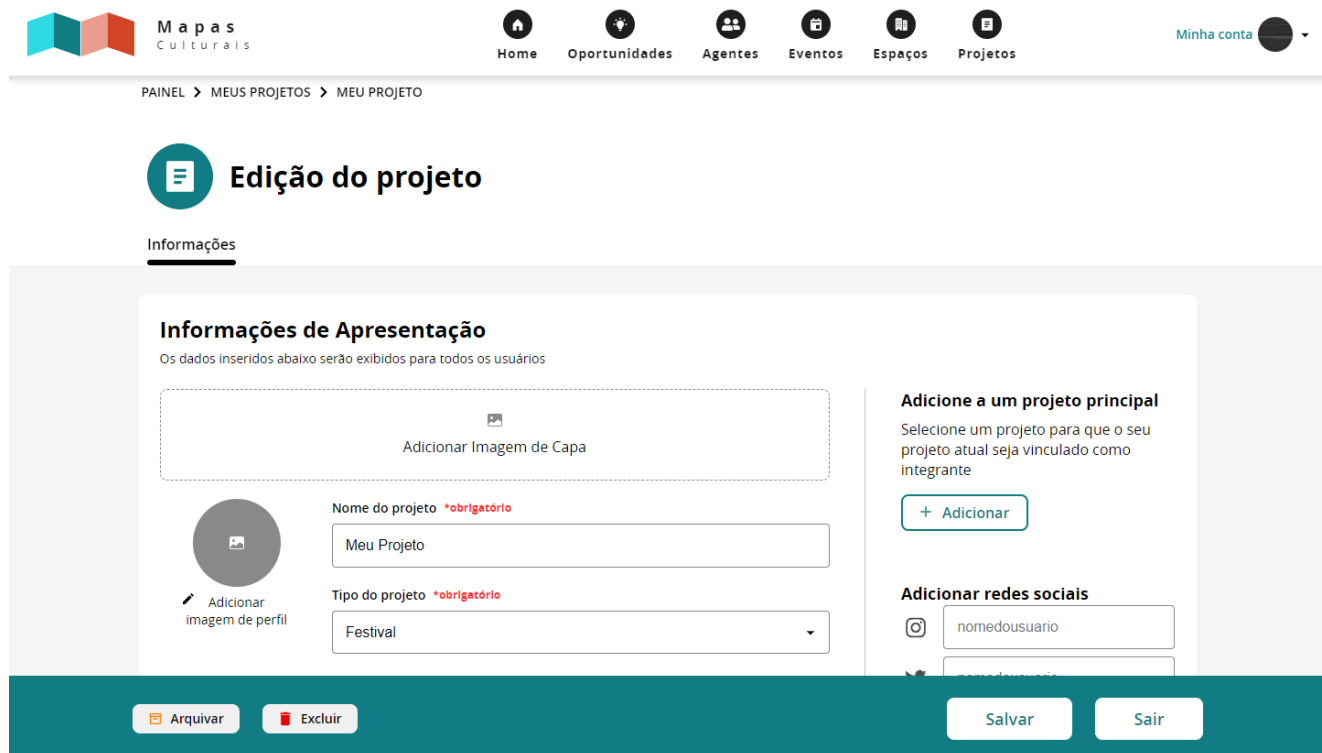 Mapas
Culturais
Home
Oportunidades
Agentes
Eventos
Espaços
Projetos
Minha conta
PAINEL > MEUS PROJETOS > MEU PROJETO
Edição do projeto
Informações
Informações de Apresentação
Os dados inseridos abaixo serão exibidos para todos os usuários
Adicionar Imagem de Capa
Adicionar
imagem de perfil
Nome do projeto *obrigatório
Meu Projeto
Tipo do projeto *obrigatório
Festival
Adicione a um projeto principal
Selecione um projeto para que o seu
projeto atual seja vinculado como
integrante
+ Adicionar
Adicionar redes sociais
nomedousuario
Arquivar
Excluir
Salvar
Sair